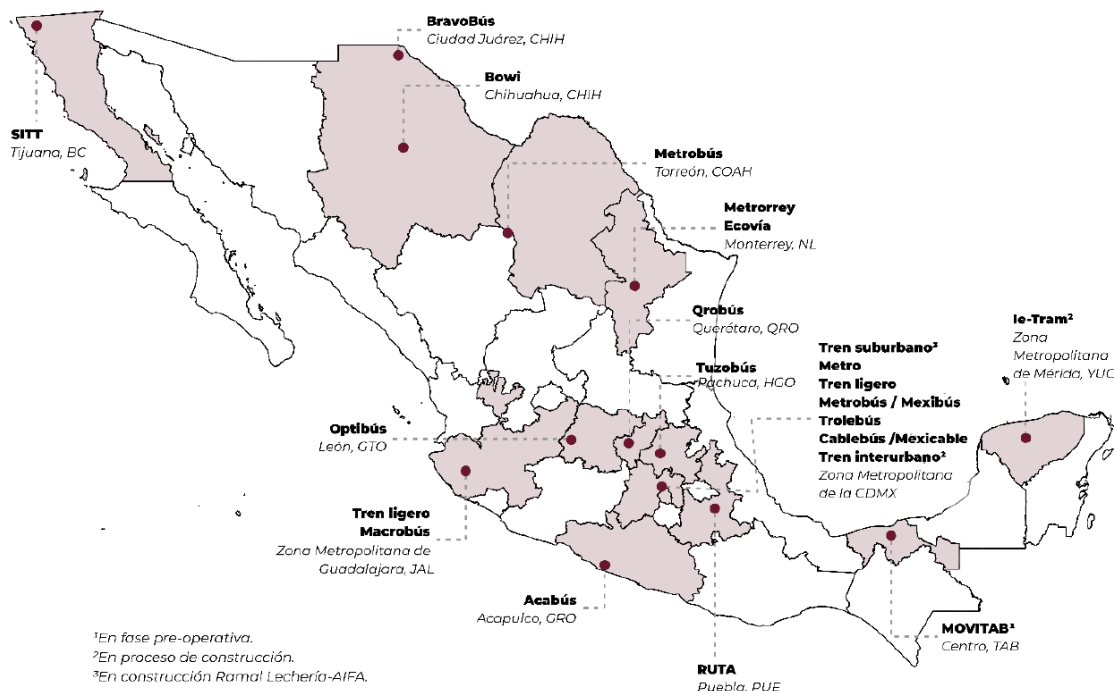 BravoBús
Ciudad Juárez, CHIH
Bowi
Chihuahua, CHIH
SITT
Tijuana, BC
Metrobús
Torreón, COAH
Metrorrey
Ecovía
Monterrey, NL
Qrobús
Querétaro, QRO
Tuzobús
Pachuca, HGO
Tren suburbano³
Metro
Tren ligero
Metrobús / Mexibús
Trolebús
Cablebús /Mexicable
Tren interurbano²
Zona Metropolitana
de la CDMX
Ie-Tram²
Zona
Metropolitana
de Mérida, YUC
Optibús
León, GTO
Tren ligero
Macrobús
Zona Metropolitana de
Guadalajara, JAL
Acabús
Acapulco, GRO
RUTA
Puebla, PUE
MOVITAB¹
Centro, TAB
¹En fase pre-operativa.
²En proceso de construcción.
³En construcción Ramal Lechería-AIFA.